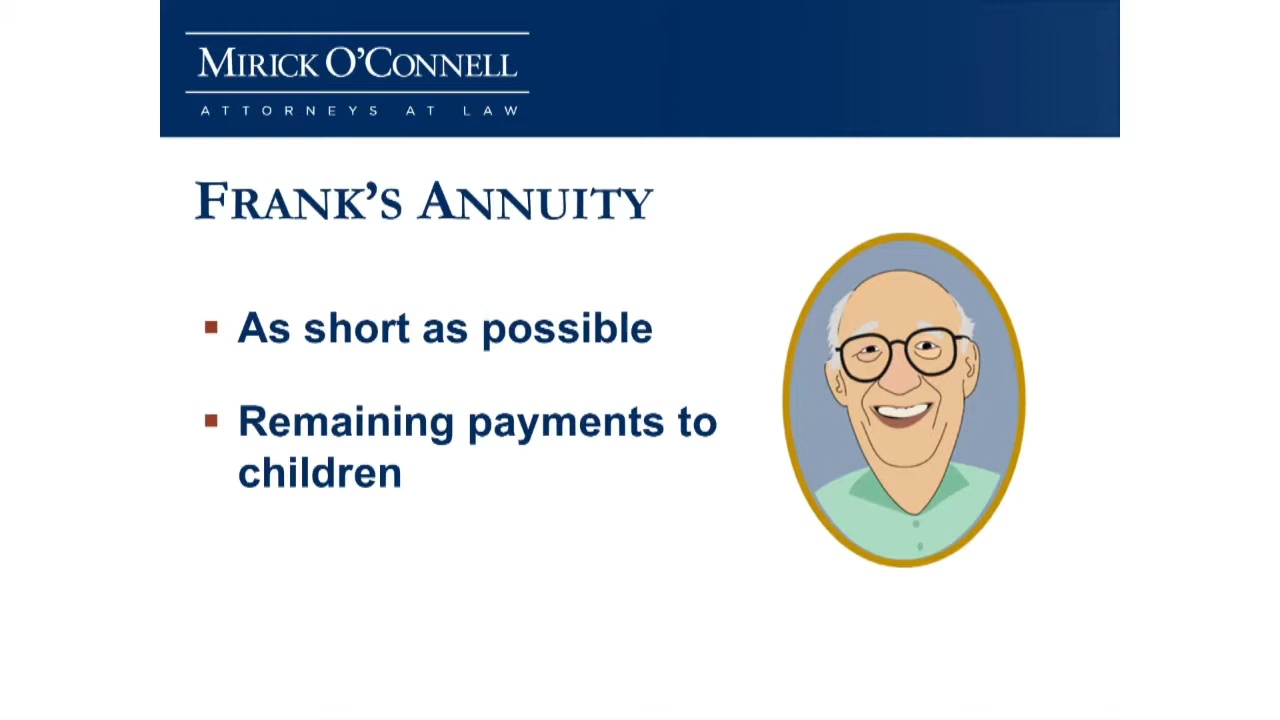 MIRICK O'CONNELL
ATTORNEYS AT LAW
FRANK'S ANNUITY
As short as possible
Remaining payments to
children